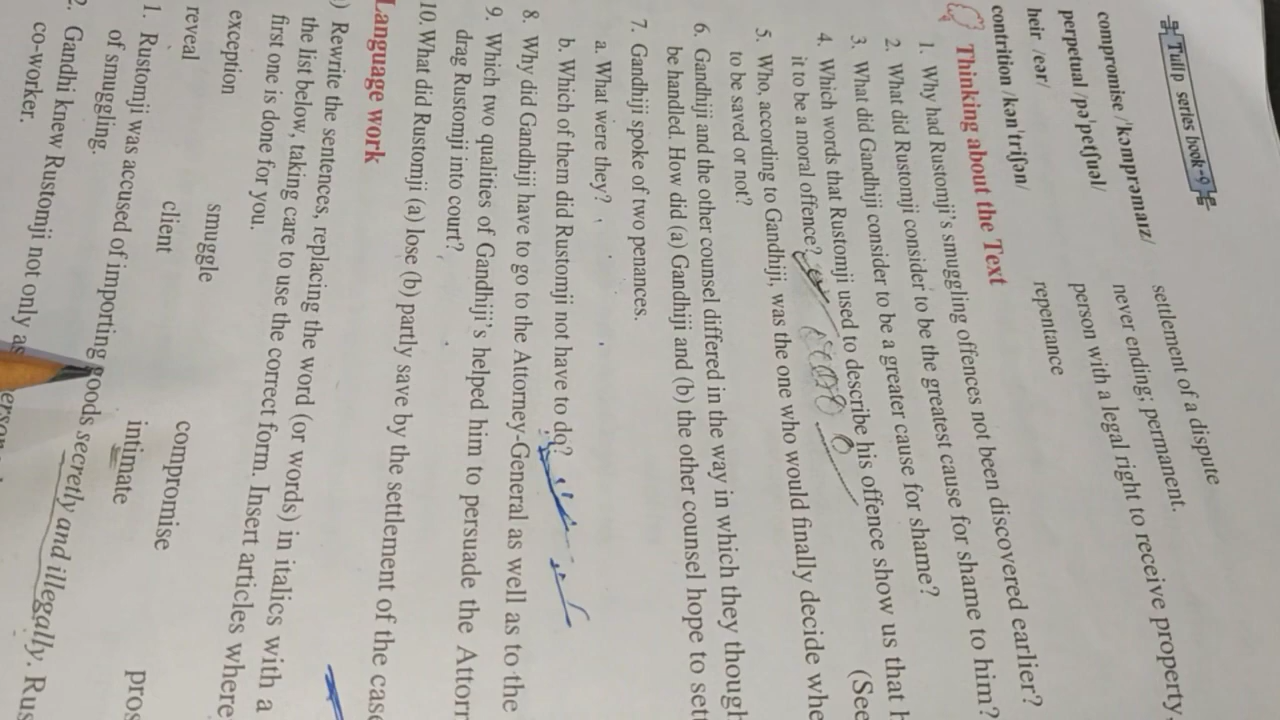 Tulip series book-9
compromise /'kɒmprəmaɪz/ settlement of a dispute
perpetual /pə'petʃuəl/ never ending; permanent.
heir /eər/ person with a legal right to receive property
contrition /kən'trɪʃən/ repentance
Thinking about the Text
1. Why had Rustomji's smuggling offences not been discovered earlier?
2. What did Rustomji consider to be the greatest cause for shame to him?
3. What did Gandhiji consider to be a greater cause for shame?
4. Which words that Rustomji used to describe his offence show us that
it to be a moral offence? (See
5. Who, according to Gandhiji, was the one who would finally decide
to be saved or not?
6. Gandhiji and the other counsel differed in the way in which they
be handled. How did (a) Gandhiji and (b) the other counsel hope to
7. Gandhiji spoke of two penances.
a. What were they?
b. Which of them did Rustomji not have to do?
8. Why did Gandhiji have to go to the Attorney-General as well as to the
9. Which two qualities of Gandhiji's helped him to persuade the
drag Rustomji into court?
10. What did Rustomji (a) lose (b) partly save by the settlement of the
Language work
) Rewrite the sentences, replacing the word (or words) in italics with a
the list below, taking care to use the correct form. Insert articles where
first one is done for you.
exception smuggle compromise
reveal client intimate
1. Rustomji was accused of importing goods secretly and illegally.
of smuggling.
2. Gandhi knew Rustomji not only as
co-worker.